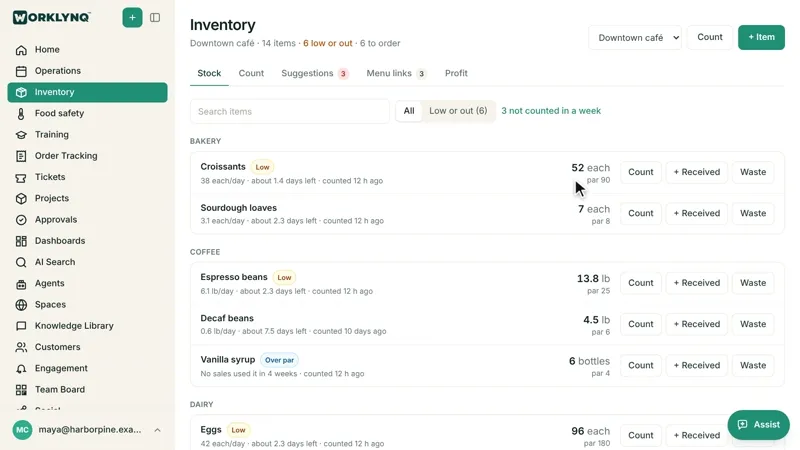 WORKLYNQ
+
Home
Operations
Inventory
Food safety
Training
Order Tracking
Tickets
Projects
Approvals
Dashboards
AI Search
Agents
Spaces
Knowledge Library
Customers
Engagement
Team Board
MC maya@harborpine.exa...
Inventory
Downtown café · 14 items · 6 low or out · 6 to order
Downtown café
Count
+ Item
Stock
Count
Suggestions 3
Menu links 3
Profit
Search items
All
Low or out (6)
3 not counted in a week
BAKERY
Croissants Low
38 each/day · about 1.4 days left · counted 12 h ago
52 each
par 90
Count
+ Received
Waste
Sourdough loaves
3.1 each/day · about 2.3 days left · counted 12 h ago
7 each
par 8
Count
+ Received
Waste
COFFEE
Espresso beans Low
6.1 lb/day · about 2.3 days left · counted 12 h ago
13.8 lb
par 25
Count
+ Received
Waste
Decaf beans
0.6 lb/day · about 7.5 days left · counted 10 days ago
4.5 lb
par 6
Count
+ Received
Waste
Vanilla syrup Over par
No sales used it in 4 weeks · counted 12 h ago
6 bottles
par 4
Count
+ Received
Waste
DAIRY
Eggs Low
42 each/day · about 2.3 days left · counted 12 h ago
96 each
par 180
Count
+ Received
Assist